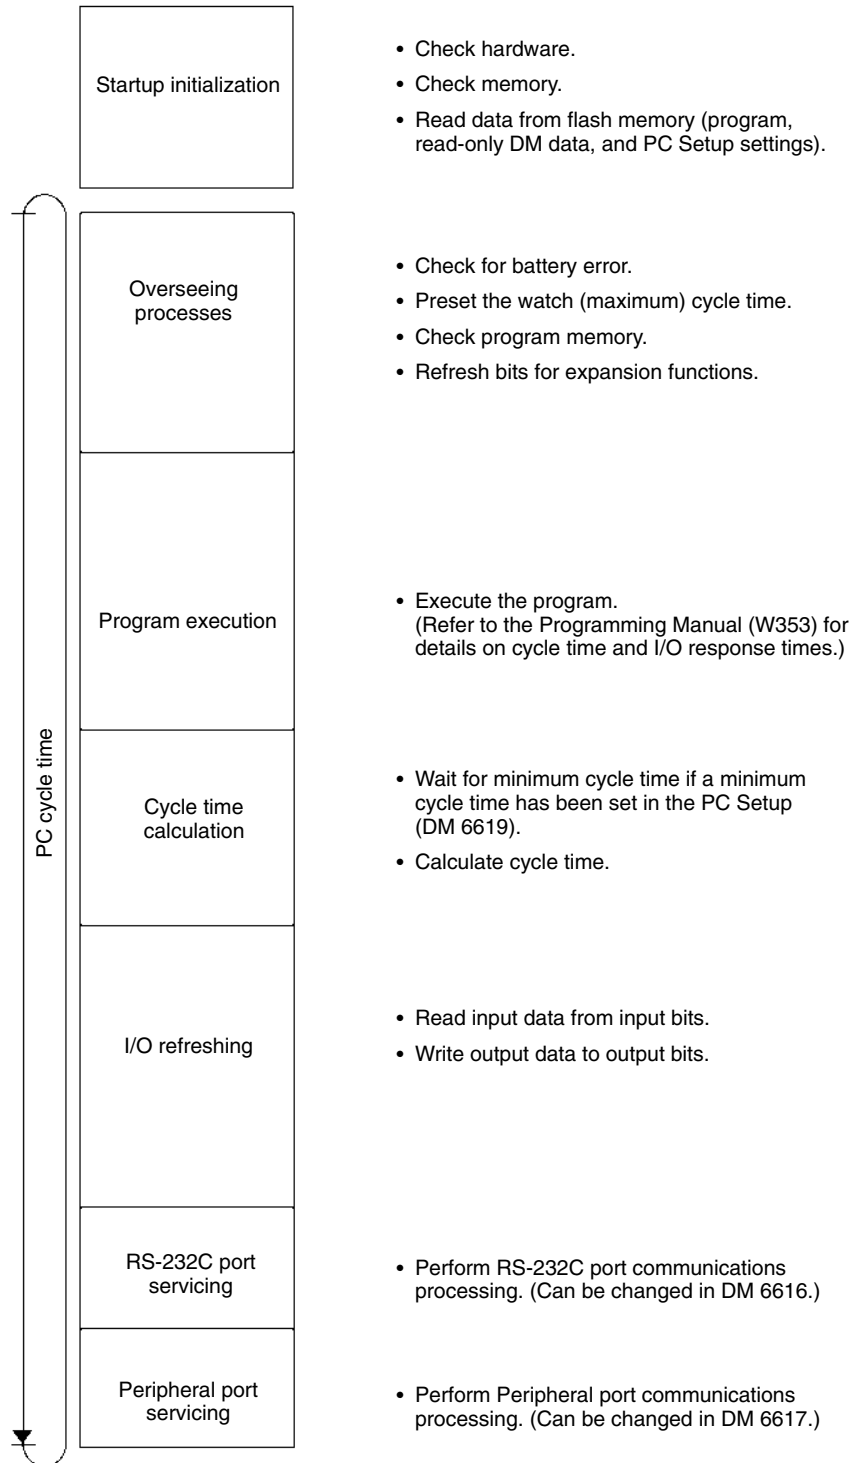 Startup initialization
• Check hardware.
• Check memory.
• Read data from flash memory (program,
read-only DM data, and PC Setup settings).
PC cycle time
Overseeing
processes
• Check for battery error.
• Preset the watch (maximum) cycle time.
• Check program memory.
• Refresh bits for expansion functions.
Program execution
• Execute the program.
(Refer to the Programming Manual (W353) for
details on cycle time and I/O response times.)
Cycle time
calculation
• Wait for minimum cycle time if a minimum
cycle time has been set in the PC Setup
(DM 6619).
• Calculate cycle time.
I/O refreshing
• Read input data from input bits.
• Write output data to output bits.
RS-232C port
servicing
• Perform RS-232C port communications
processing. (Can be changed in DM 6616.)
Peripheral port
servicing
• Perform Peripheral port communications
processing. (Can be changed in DM 6617.)